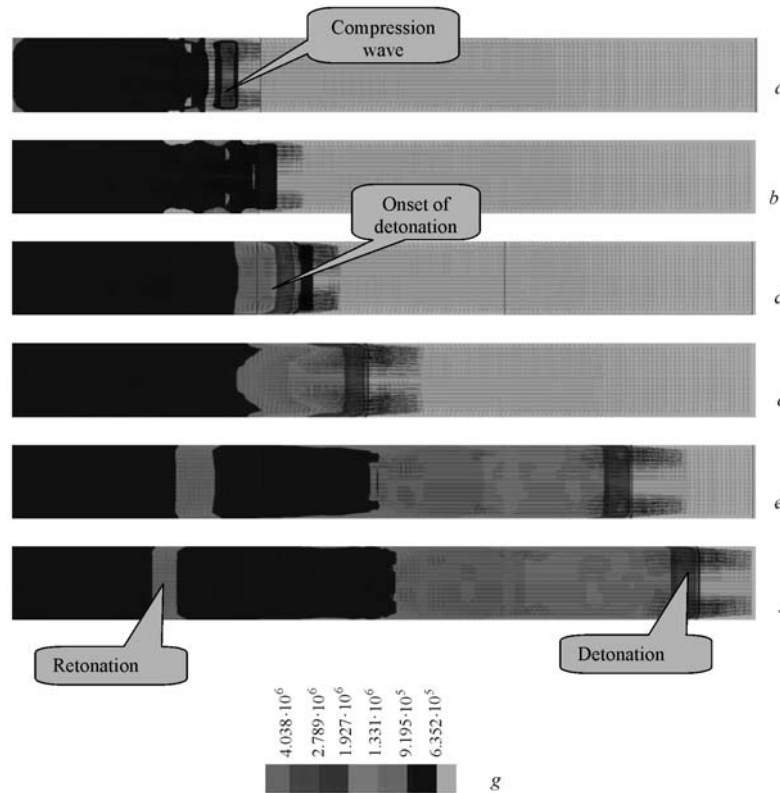 Compression
wave
b
Onset of
detonation
e
Retonation
Detonation
4.038·10⁶
2.789·10⁶
1.927·10⁶
1.331·10⁶
9.195·10⁵
6.352·10⁵
g